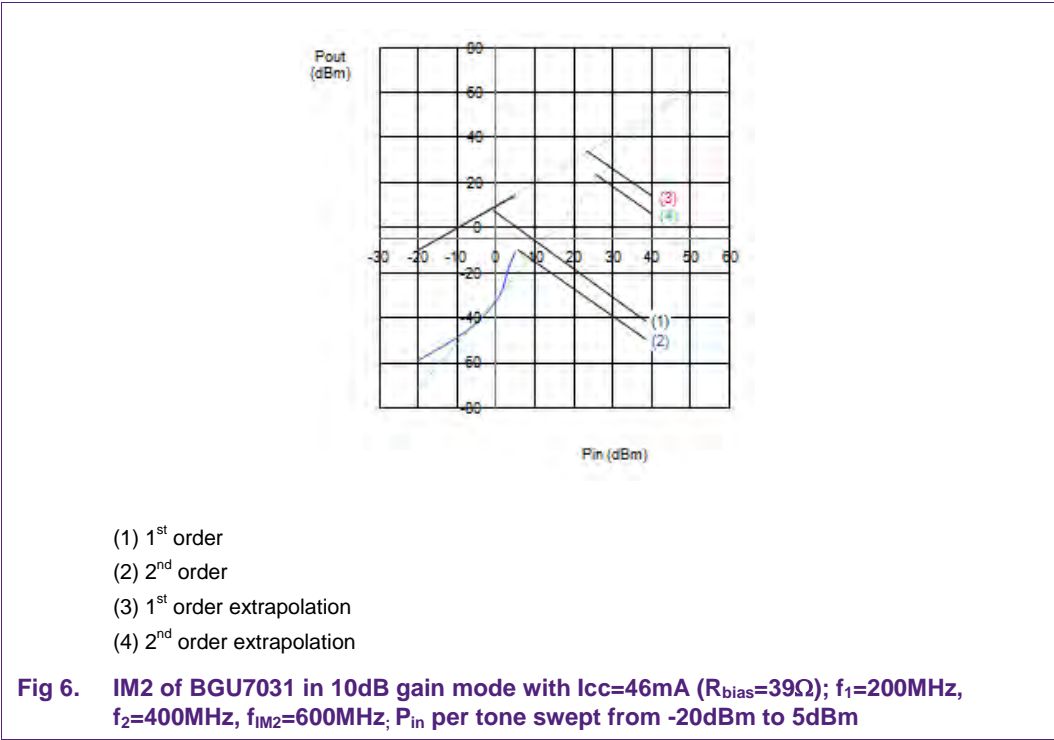 Pout
(dBm)
80
60
40
20
0
-20
-40
-60
-80
-30 -20 -10 0 10 20 30 40 50 60
(3)
(4)
(1)
(2)
Pin (dBm)
(1) 1st order
(2) 2nd order
(3) 1st order extrapolation
(4) 2nd order extrapolation
Fig 6. IM2 of BGU7031 in 10dB gain mode with Icc=46mA (Rbias=39Ω); f1=200MHz,
f2=400MHz, fIM2=600MHz; Pin per tone swept from -20dBm to 5dBm